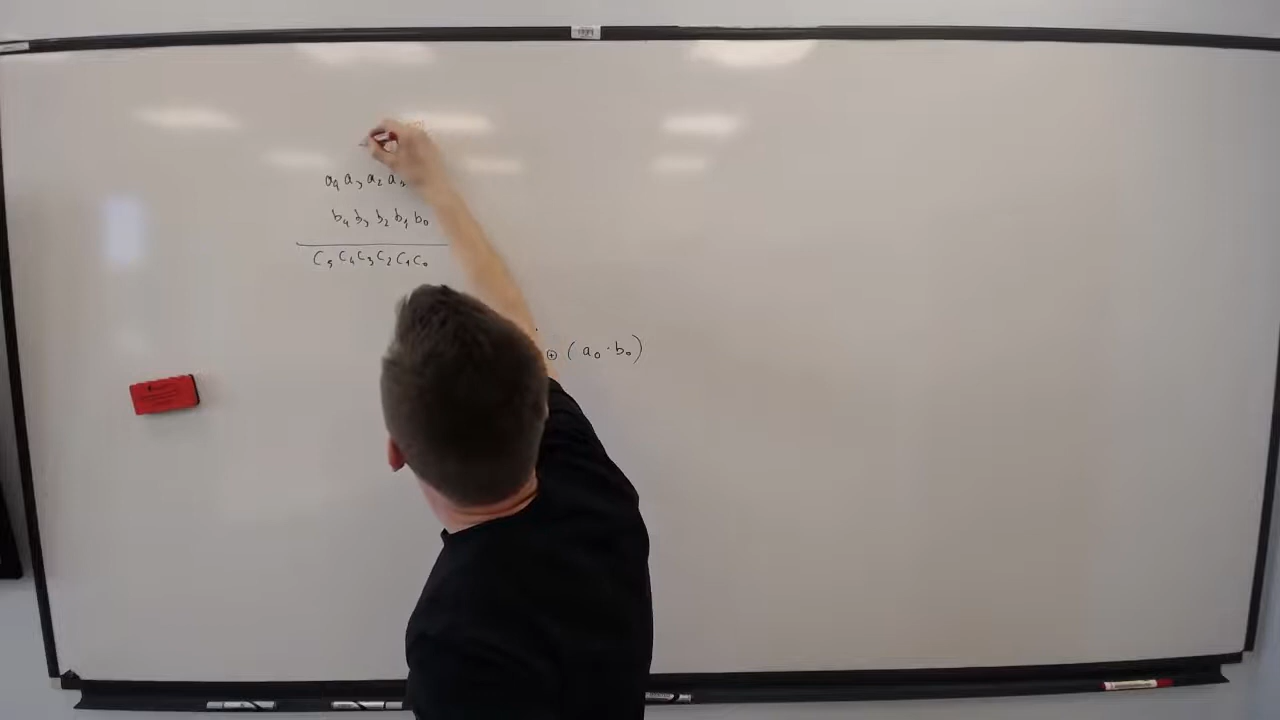 a₄ a₃ a₂ a₁
b₄ b₃ b₂ b₁ b₀
C₅ C₄ C₃ C₂ C₁ C₀
⊕ (a₀ · b₀)